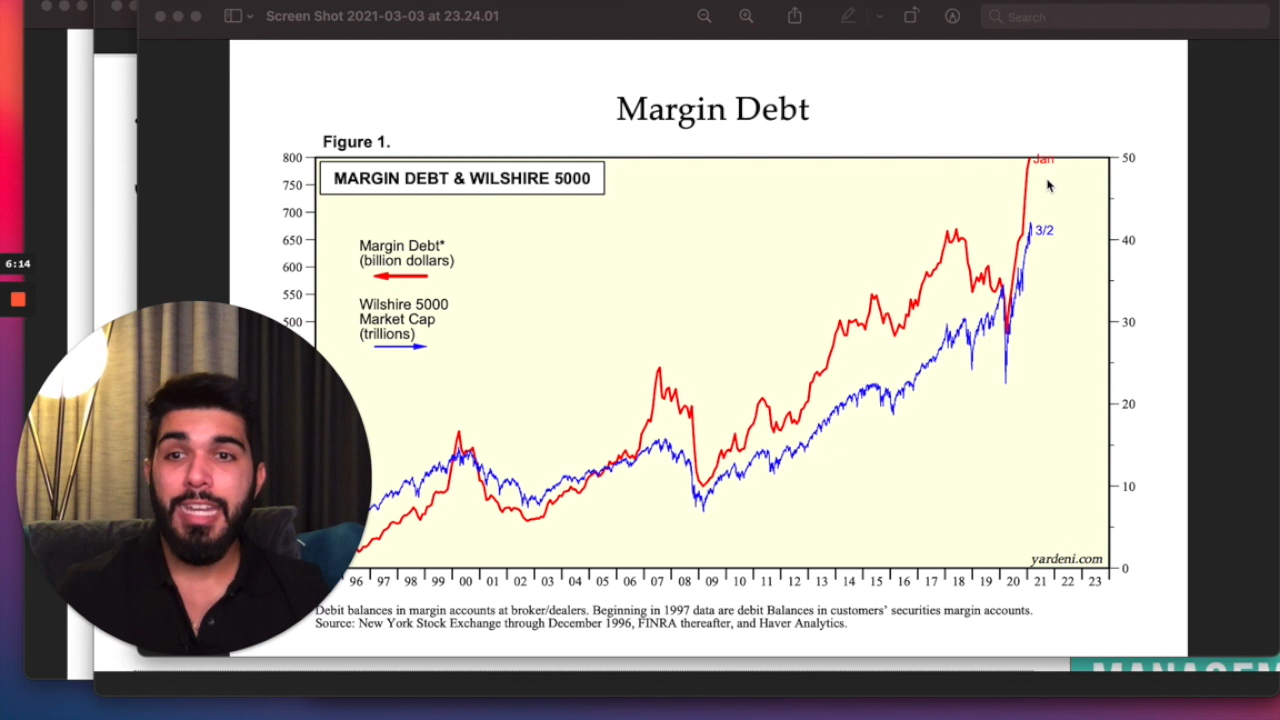 Screen Shot 2021-03-03 at 23.24.01
Search
Margin Debt
Figure 1.
800
50
MARGIN DEBT & WILSHIRE 5000
Jan
750
700
650
3/2
40
Margin Debt*
(billion dollars)
600
550
Wilshire 5000
Market Cap
(trillions)
500
30
20
10
0
6:14
yardeni.com
96 97 98 99 00 01 02 03 04 05 06 07 08 09 10 11 12 13 14 15 16 17 18 19 20 21 22 23
Debit balances in margin accounts at broker/dealers. Beginning in 1997 data are debit Balances in customers' securities margin accounts.
Source: New York Stock Exchange through December 1996, FINRA thereafter, and Haver Analytics.